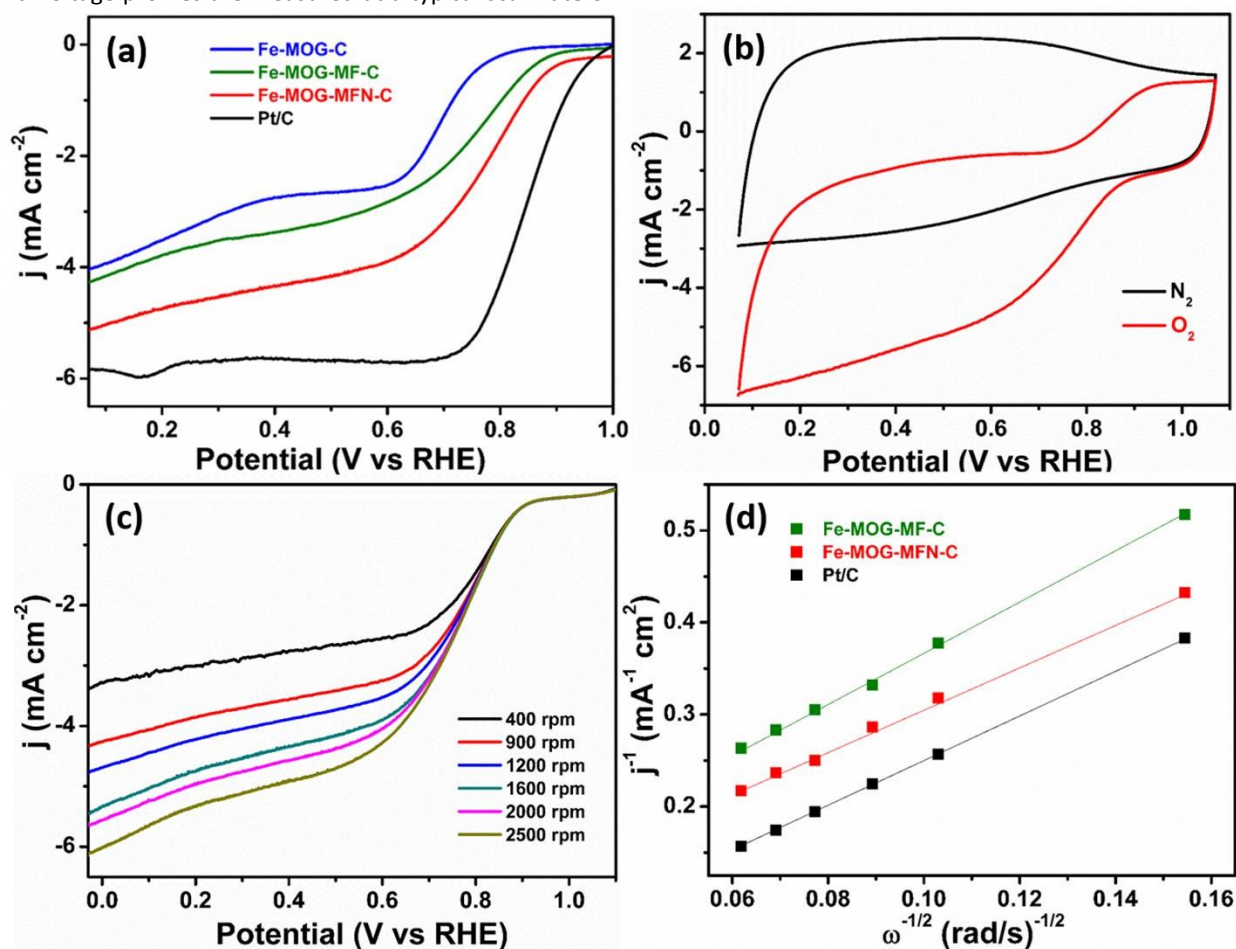 (a)
Fe-MOG-C
Fe-MOG-MF-C
Fe-MOG-MFN-C
Pt/C
j (mA cm-2)
0
-2
-4
-6
0.2 0.4 0.6 0.8 1.0
Potential (V vs RHE)
(b)
j (mA cm-2)
2
0
-2
-4
-6
N2
O2
0.0 0.2 0.4 0.6 0.8 1.0
Potential (V vs RHE)
(c)
j (mA cm-2)
0
-2
-4
-6
400 rpm
900 rpm
1200 rpm
1600 rpm
2000 rpm
2500 rpm
0.0 0.2 0.4 0.6 0.8 1.0
Potential (V vs RHE)
(d)
Fe-MOG-MF-C
Fe-MOG-MFN-C
Pt/C
j-1 (mA-1 cm2)
0.5
0.4
0.3
0.2
0.06 0.08 0.10 0.12 0.14 0.16
ω-1/2 (rad/s)-1/2